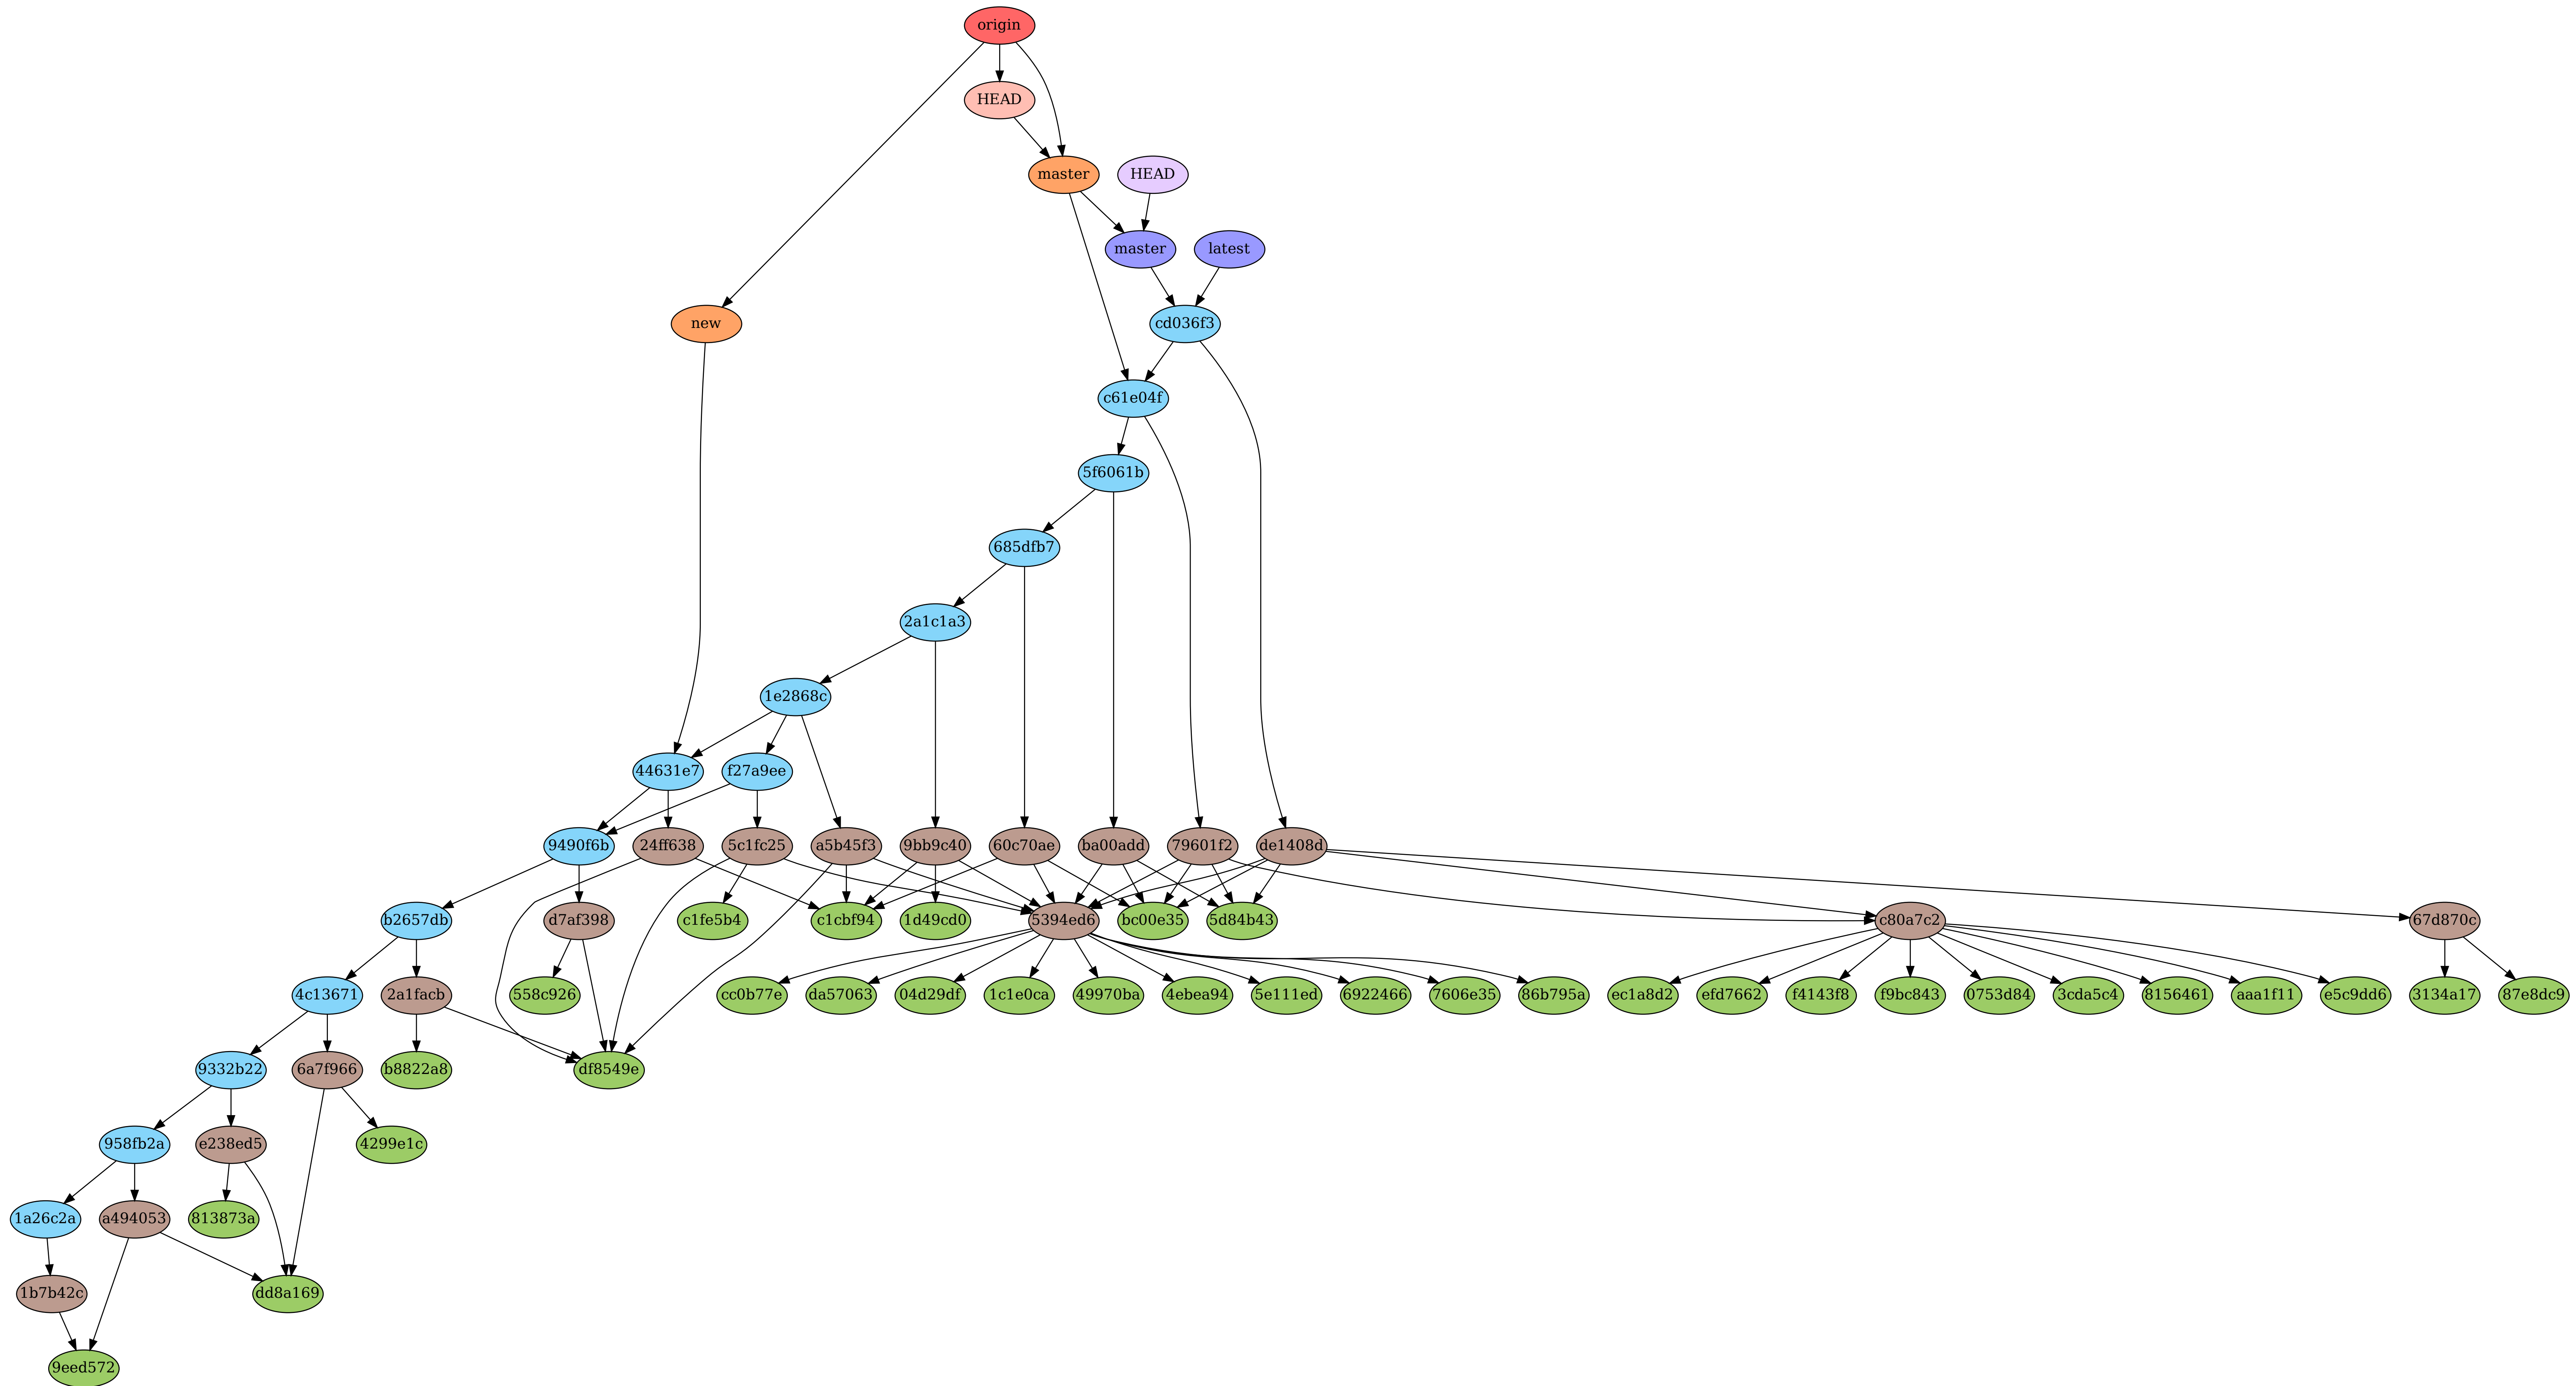 origin
HEAD
master
HEAD
master
latest
new
cd036f3
c61e04f
5f6061b
685dfb7
2a1c1a3
1e2868c
44631e7
f27a9ee
9490f6b
24ff638
5c1fc25
a5b45f3
9bb9c40
60c70ae
ba00add
79601f2
de1408d
b2657db
d7af398
c1fe5b4
c1cbf94
1d49cd0
5394ed6
bc00e35
5d84b43
c80a7c2
67d870c
4c13671
2a1facb
558c926
cc0b77e
da57063
04d29df
1c1e0ca
49970ba
4ebea94
5e111ed
6922466
7606e35
86b795a
ec1a8d2
efd7662
f4143f8
f9bc843
0753d84
3cda5c4
8156461
aaa1f11
e5c9dd6
3134a17
87e8dc9
9332b22
6a7f966
b8822a8
df8549e
958fb2a
e238ed5
4299e1c
1a26c2a
a494053
813873a
1b7b42c
dd8a169
9eed572